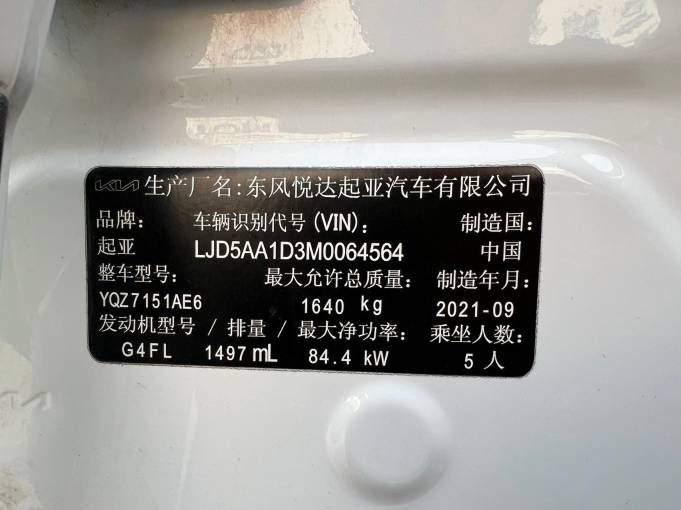 KIA 生产厂名:东风悦达起亚汽车有限公司
品牌: 车辆识别代号(VIN): 制造国:
起亚 LJD5AA1D3M0064564 中国
整车型号: 最大允许总质量: 制造年月:
YQZ7151AE6 1640 kg 2021-09
发动机型号 / 排量 / 最大净功率: 乘坐人数:
G4FL 1497 mL 84.4 kW 5 人